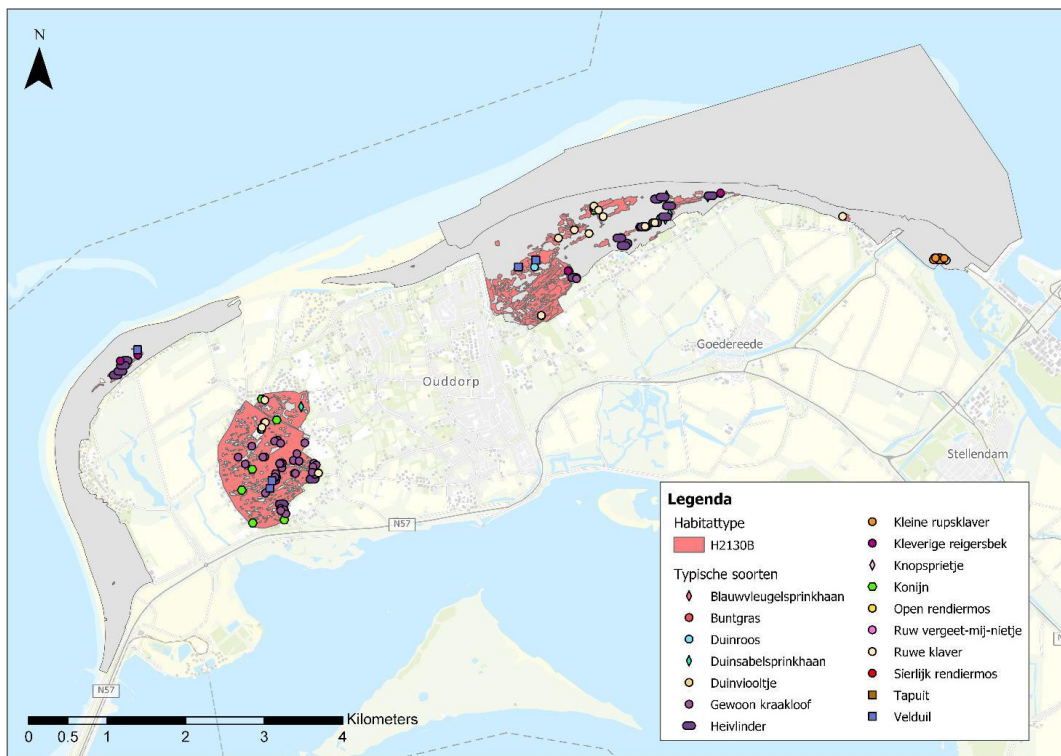 N
Goedereede
Ouddorp
Stellendam
N57
N57
Kilometers
0 0.5 1 2 3 4
Legenda
Habitattype
H2130B
Typische soorten
Blauwvleugelsprinkhaan
Buntgras
Duinroos
Duinsabelsprinkhaan
Duinviooltje
Gewoon kraakloof
Heivlinder
Kleine rupsklaver
Kleverige reigersbek
Knopsprietje
Konijn
Open rendiermos
Ruw vergeet-mij-nietje
Ruwe klaver
Sierlijk rendiermos
Tapuit
Velduil